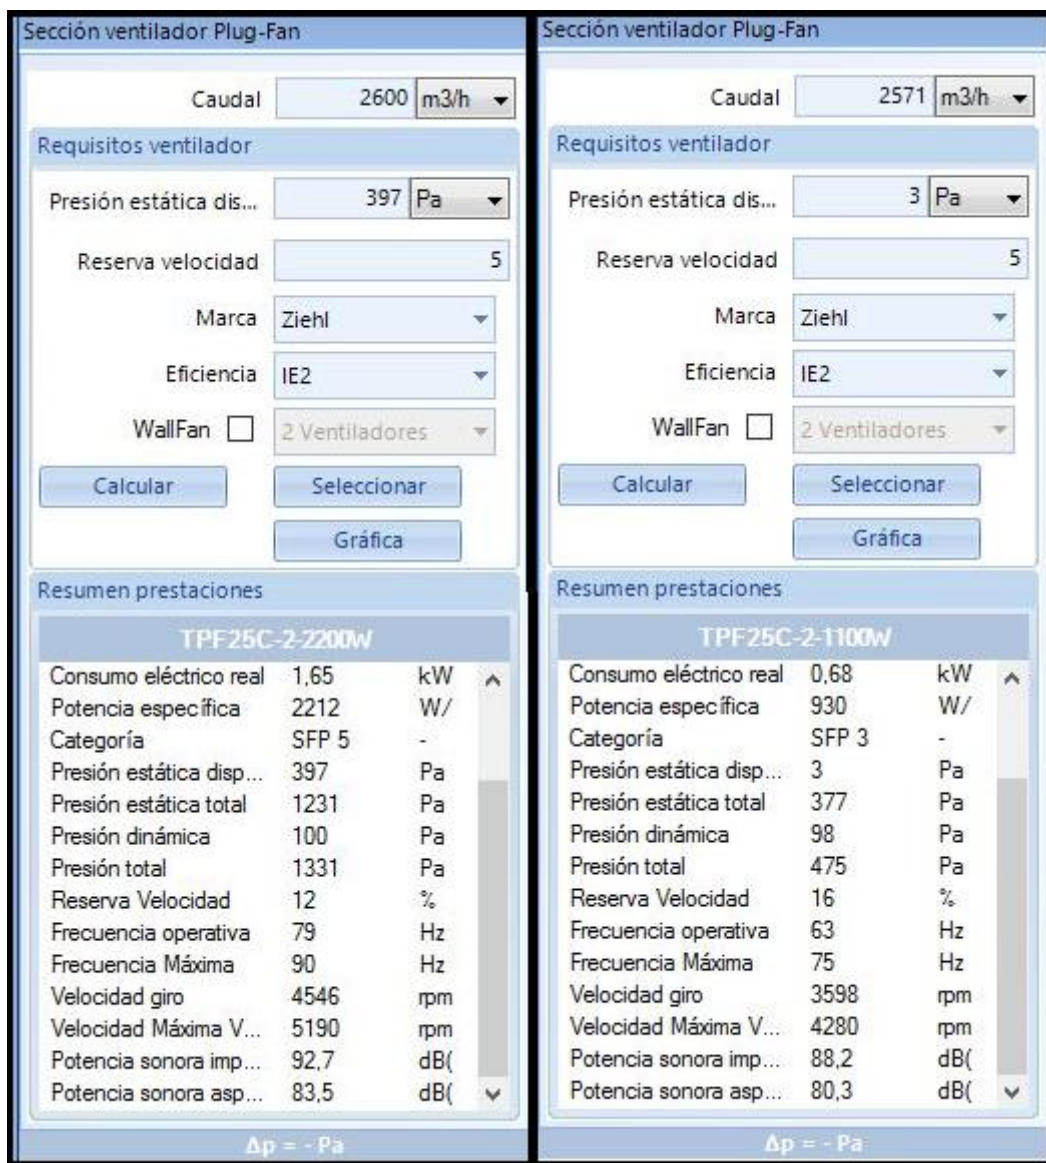 Sección ventilador Plug-Fan
Caudal 2600 m3/h
Requisitos ventilador
Presión estática dis... 397 Pa
Reserva velocidad 5
Marca Ziehl
Eficiencia IE2
WallFan 2 Ventiladores
Calcular Seleccionar
Gráfica
Resumen prestaciones
TPF25C-2-2200W
Consumo eléctrico real 1,65 kW
Potencia específica 2212 W/
Categoría SFP 5 -
Presión estática disp... 397 Pa
Presión estática total 1231 Pa
Presión dinámica 100 Pa
Presión total 1331 Pa
Reserva Velocidad 12 %
Frecuencia operativa 79 Hz
Frecuencia Máxima 90 Hz
Velocidad giro 4546 rpm
Velocidad Máxima V... 5190 rpm
Potencia sonora imp... 92,7 dB(
Potencia sonora asp... 83,5 dB(
Δp = - Pa
Sección ventilador Plug-Fan
Caudal 2571 m3/h
Requisitos ventilador
Presión estática dis... 3 Pa
Reserva velocidad 5
Marca Ziehl
Eficiencia IE2
WallFan 2 Ventiladores
Calcular Seleccionar
Gráfica
Resumen prestaciones
TPF25C-2-1100W
Consumo eléctrico real 0,68 kW
Potencia específica 930 W/
Categoría SFP 3 -
Presión estática disp... 3 Pa
Presión estática total 377 Pa
Presión dinámica 98 Pa
Presión total 475 Pa
Reserva Velocidad 16 %
Frecuencia operativa 63 Hz
Frecuencia Máxima 75 Hz
Velocidad giro 3598 rpm
Velocidad Máxima V... 4280 rpm
Potencia sonora imp... 88,2 dB(
Potencia sonora asp... 80,3 dB(
Δp = - Pa